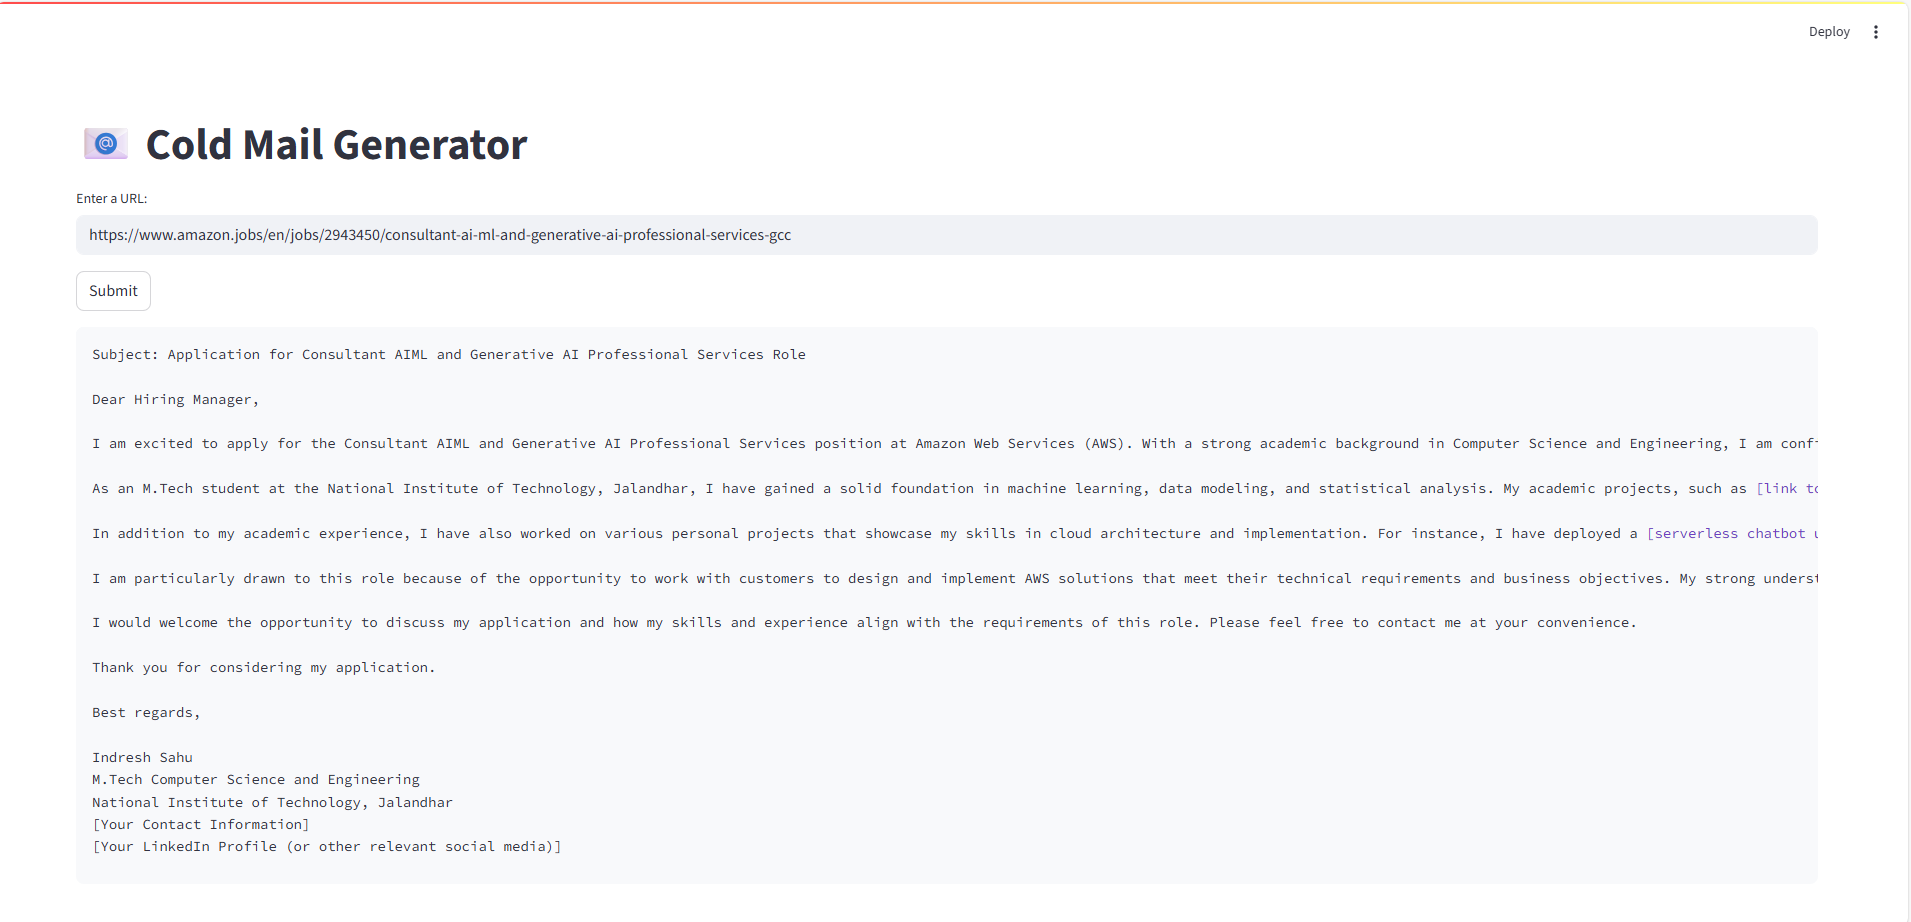 Deploy
Cold Mail Generator
Enter a URL:
https://www.amazon.jobs/en/jobs/2943450/consultant-ai-ml-and-generative-ai-professional-services-gcc
Submit
Subject: Application for Consultant AIML and Generative AI Professional Services Role
Dear Hiring Manager,
I am excited to apply for the Consultant AIML and Generative AI Professional Services position at Amazon Web Services (AWS). With a strong academic background in Computer Science and Engineering, I am conf
As an M.Tech student at the National Institute of Technology, Jalandhar, I have gained a solid foundation in machine learning, data modeling, and statistical analysis. My academic projects, such as [link to
In addition to my academic experience, I have also worked on various personal projects that showcase my skills in cloud architecture and implementation. For instance, I have deployed a [serverless chatbot
I am particularly drawn to this role because of the opportunity to work with customers to design and implement AWS solutions that meet their technical requirements and business objectives. My strong underst
I would welcome the opportunity to discuss my application and how my skills and experience align with the requirements of this role. Please feel free to contact me at your convenience.
Thank you for considering my application.
Best regards,
Indresh Sahu
M.Tech Computer Science and Engineering
National Institute of Technology, Jalandhar
[Your Contact Information]
[Your LinkedIn Profile (or other relevant social media)]